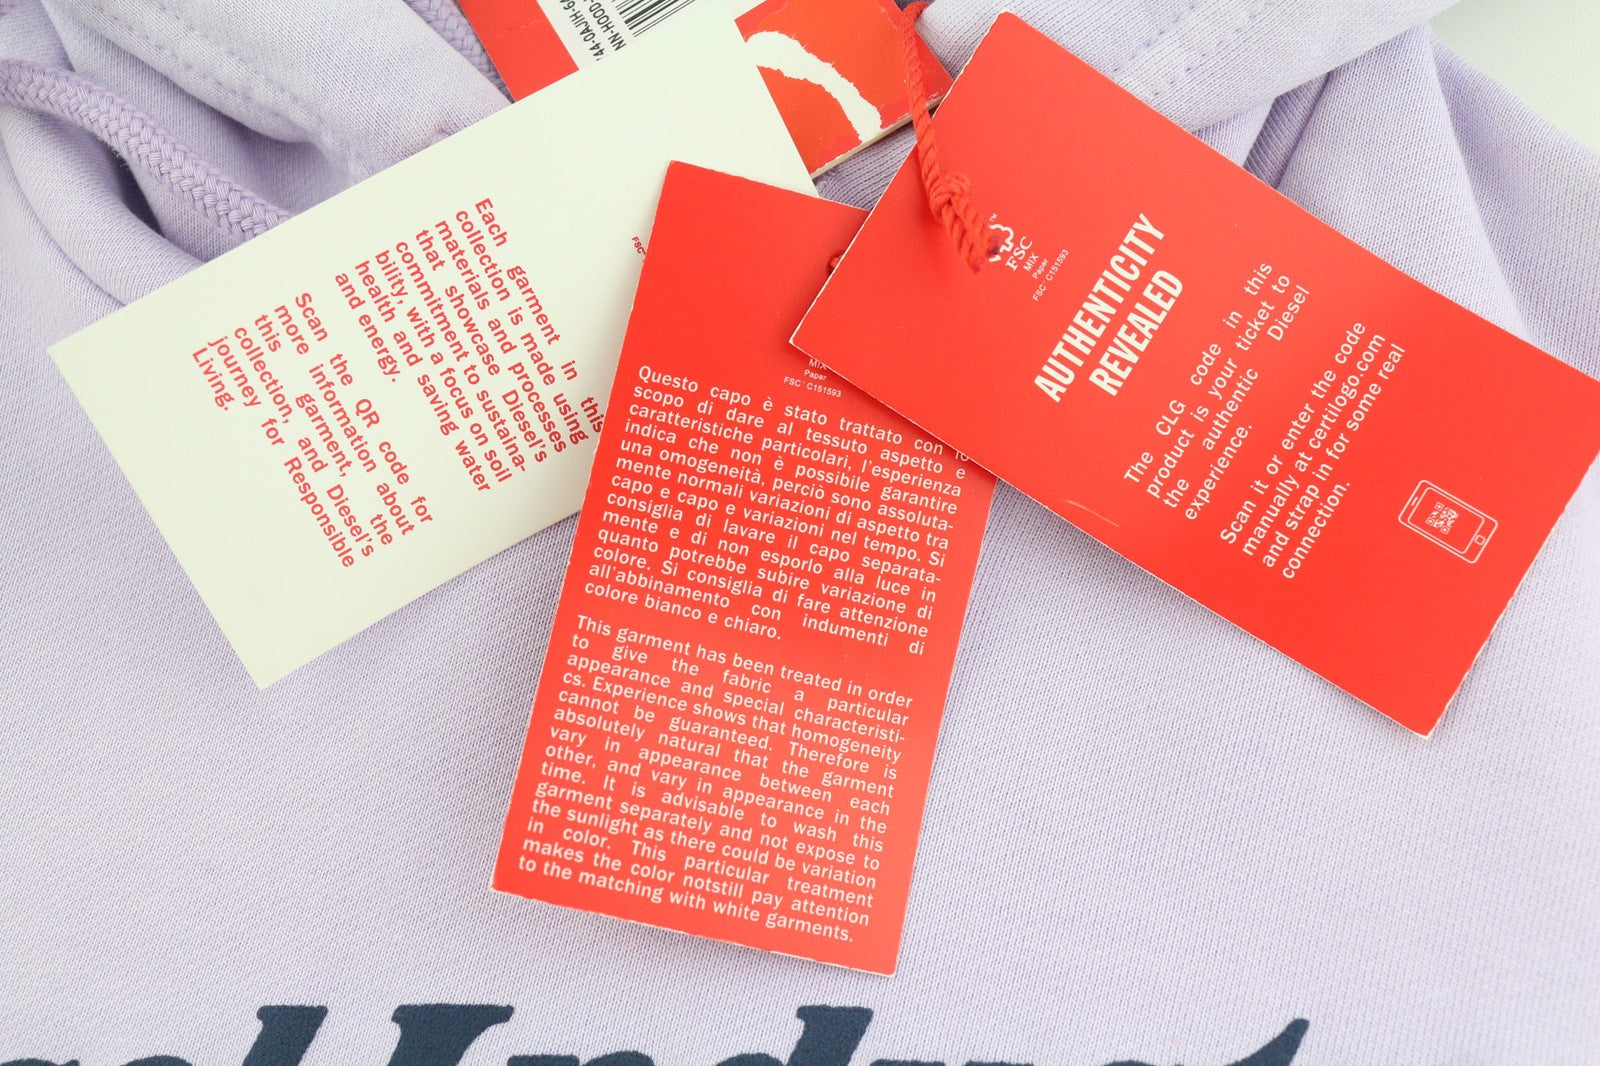 NN-HOOD-
44-0AJIH-
Each garment in this
collection is made using
materials and processes
that showcase Diesel's
commitment to sustaina-
bility, with a focus on soil
health and saving water
and energy.
Scan the QR code for
more information about
this garment, the
collection, and Diesel's
journey for Responsible
Living.
FSC
MIX
Paper
FSC™ C151593
Questo capo è stato trattato con lo
scopo di dare al tessuto aspetto e
caratteristiche particolari, l'esperienza
indica che non è possibile garantire
una omogeneità, perciò sono assoluta-
mente normali variazioni di aspetto tra
capo e capo e variazioni nel tempo. Si
consiglia di lavare il capo separata-
mente e di non esporlo alla luce in
quanto potrebbe subire variazione di
colore. Si consiglia di fare attenzione
all'abbinamento con indumenti di
colore bianco e chiaro.
This garment has been treated in order
to give the fabric a particular
appearance and special characteristi-
cs. Experience shows that homogeneity
cannot be guaranteed. Therefore is
absolutely natural that the garment
vary in appearance between each
other, and vary in appearance in the
time. It is advisable to wash this
garment separately and not expose to
the sunlight as there could be variation
in color. This particular treatment
makes the color notstill pay attention
to the matching with white garments.
FSC
MIX
Paper
FSC™ C151593
AUTHENTICITY
REVEALED
The CLG code in this
product is your ticket to
the authentic Diesel
experience.
Scan it or enter the code
manually at certilogo.com
and strap in for some real
connection.